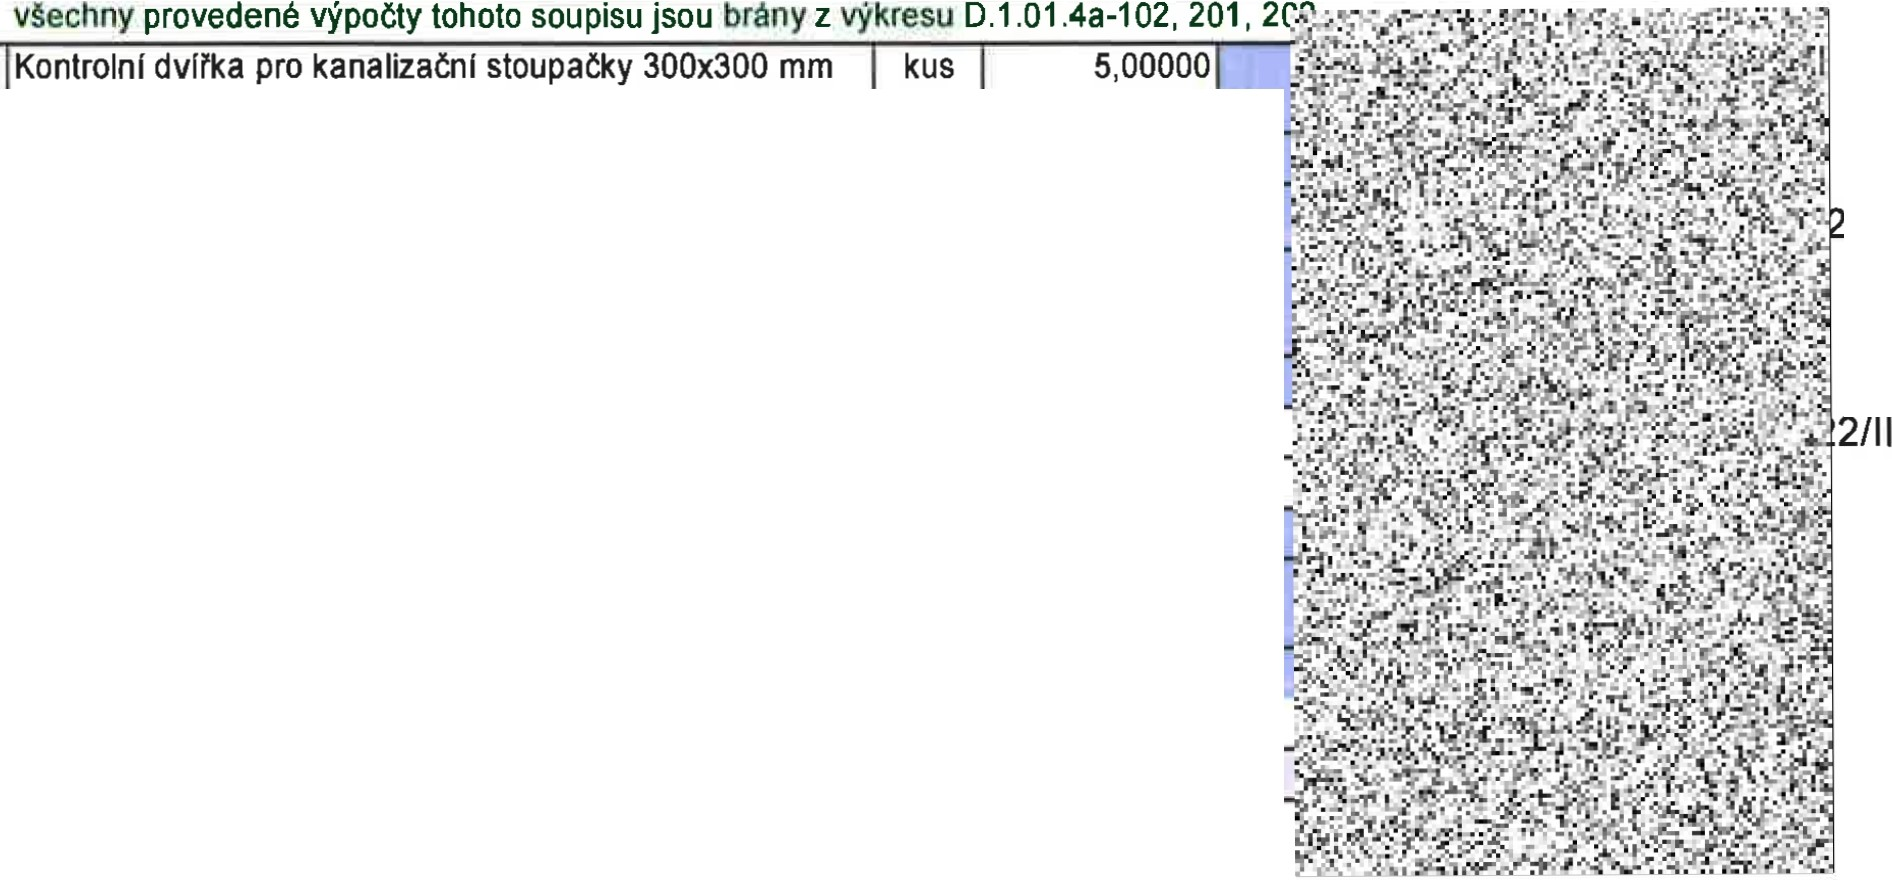 všechny provedené výpočty tohoto soupisu jsou brány z výkresu D.1.01.4a-102, 201,
Kontrolní dvířka pro kanalizační stoupačky 300x300 mm kus 5,00000
2
22/II